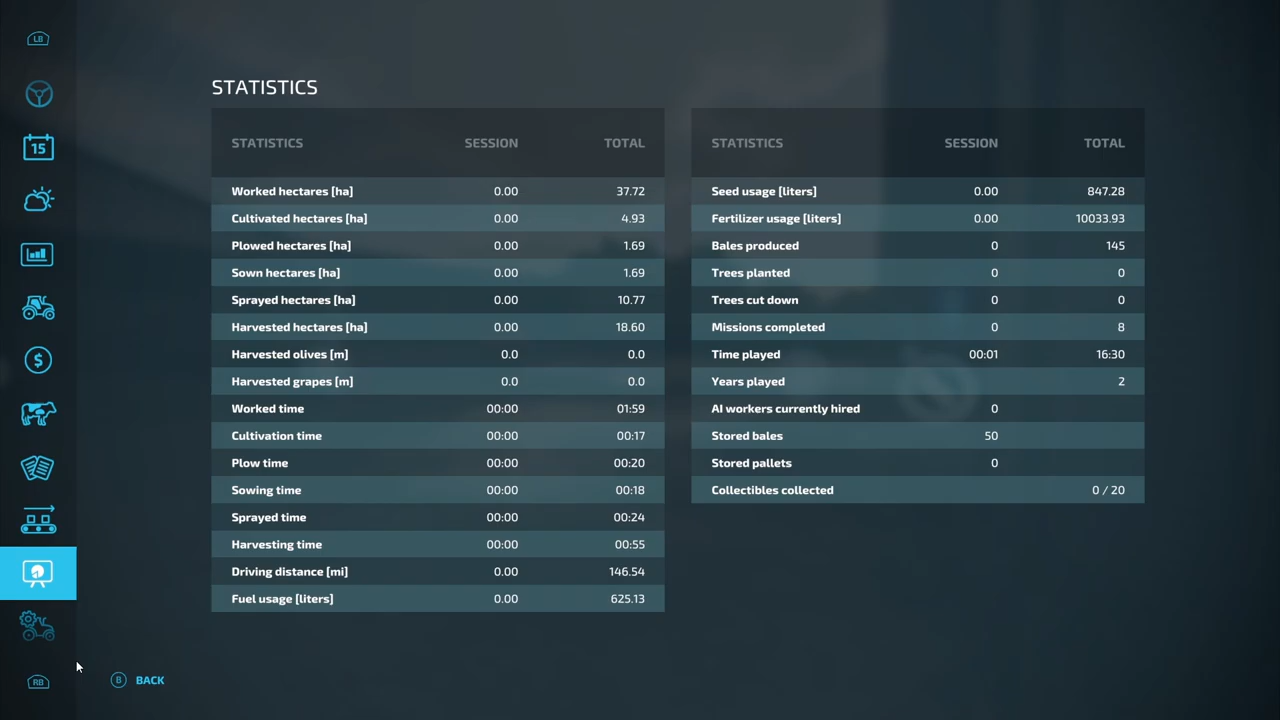 LB
15
STATISTICS
STATISTICS SESSION TOTAL
Worked hectares [ha] 0.00 37.72
Cultivated hectares [ha] 0.00 4.93
Plowed hectares [ha] 0.00 1.69
Sown hectares [ha] 0.00 1.69
Sprayed hectares [ha] 0.00 10.77
Harvested hectares [ha] 0.00 18.60
Harvested olives [m] 0.0 0.0
Harvested grapes [m] 0.0 0.0
Worked time 00:00 01:59
Cultivation time 00:00 00:17
Plow time 00:00 00:20
Sowing time 00:00 00:18
Sprayed time 00:00 00:24
Harvesting time 00:00 00:55
Driving distance [mi] 0.00 146.54
Fuel usage [liters] 0.00 625.13
STATISTICS SESSION TOTAL
Seed usage [liters] 0.00 847.28
Fertilizer usage [liters] 0.00 10033.93
Bales produced 0 145
Trees planted 0 0
Trees cut down 0 0
Missions completed 0 8
Time played 00:01 16:30
Years played 2
AI workers currently hired 0
Stored bales 50
Stored pallets 0
Collectibles collected 0 / 20
$
RB
B BACK